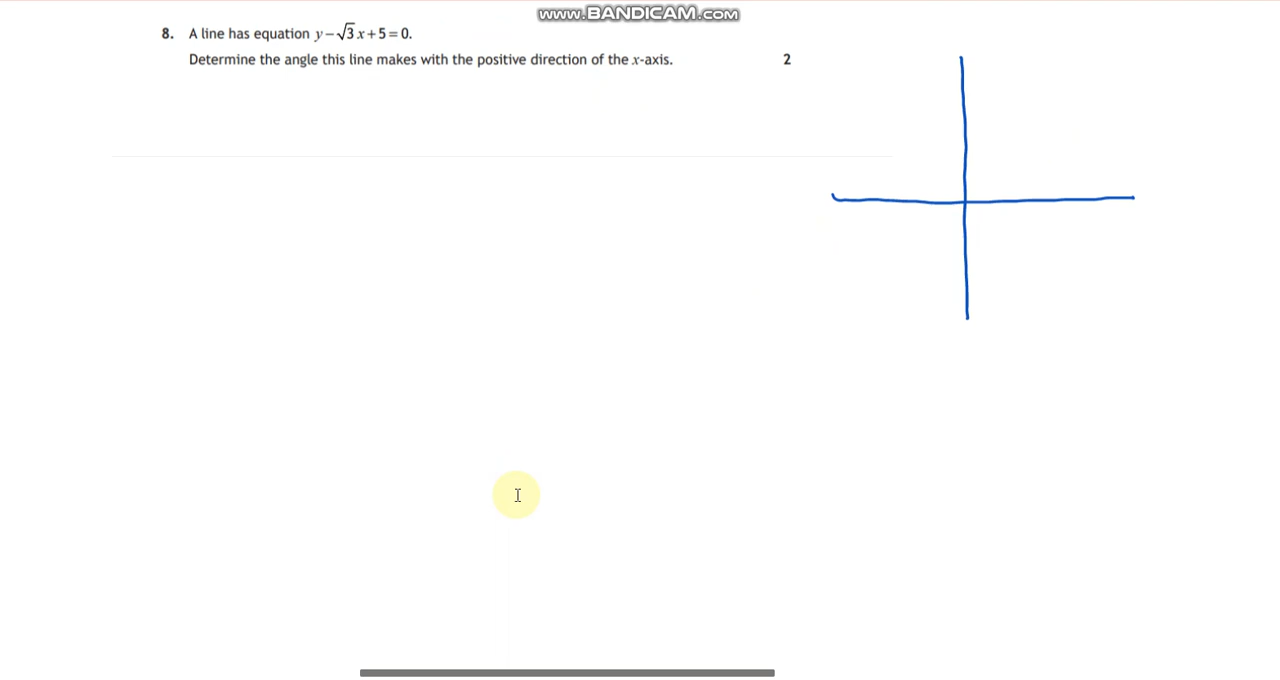 www.BANDICAM.com
8. A line has equation y−√3 x+5=0.
Determine the angle this line makes with the positive direction of the x-axis. 2